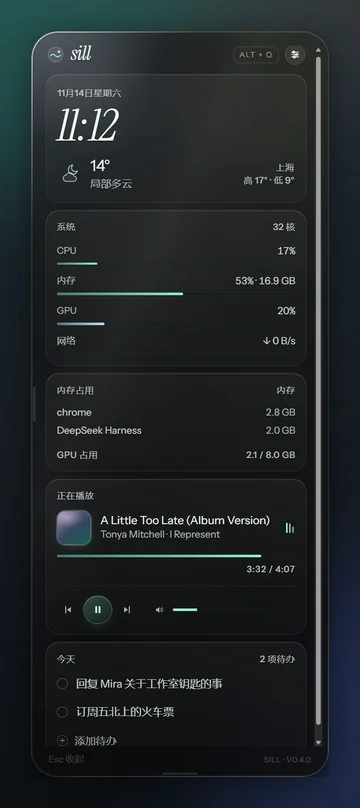 sill
ALT + Q
11月14日星期六
11:12
14°
局部多云
上海
高 17° · 低 9°
系统
32 核
CPU
17%
内存
53% · 16.9 GB
GPU
20%
网络
↓ 0 B/s
内存占用
内存
chrome
2.8 GB
DeepSeek Harness
2.0 GB
GPU 占用
2.1 / 8.0 GB
正在播放
A Little Too Late (Album Version)
Tonya Mitchell · I Represent
3:32 / 4:07
今天
2 项待办
回复 Mira 关于工作室钥匙的事
订周五北上的火车票
添加待办
Esc 收起
SILL · V0.4.0